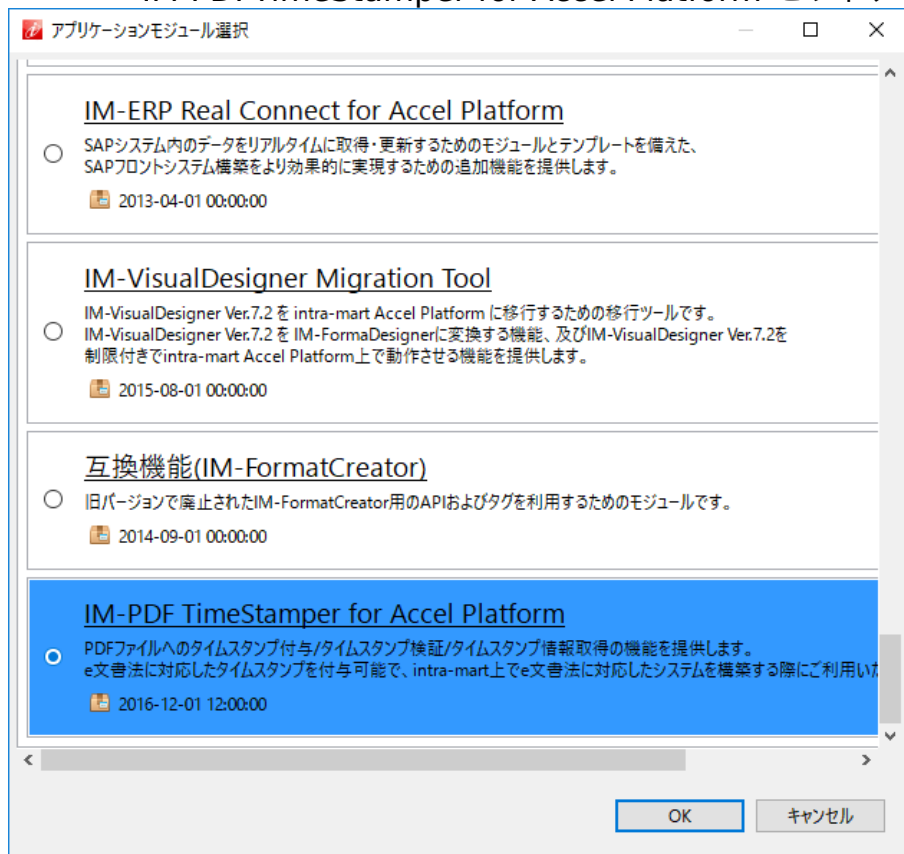 アプリケーションモジュール選択
IM-ERP Real Connect for Accel Platform
SAPシステム内のデータをリアルタイムに取得・更新するためのモジュールとテンプレートを備えた、
SAPフロントシステム構築をより効果的に実現するための追加機能を提供します。
2013-04-01 00:00:00
IM-VisualDesigner Migration Tool
IM-VisualDesigner Ver.7.2 を intra-mart Accel Platform に移行するための移行ツールです。
IM-VisualDesigner Ver.7.2 を IM-FormaDesignerに変換する機能、及びIM-VisualDesigner Ver.7.2を
制限付きでintra-mart Accel Platform上で動作させる機能を提供します。
2015-08-01 00:00:00
互換機能(IM-FormatCreator)
旧バージョンで廃止されたIM-FormatCreator用のAPIおよびタグを利用するためのモジュールです。
2014-09-01 00:00:00
IM-PDF TimeStamper for Accel Platform
PDFファイルへのタイムスタンプ付与/タイムスタンプ検証/タイムスタンプ情報取得の機能を提供します。
e文書法に対応したタイムスタンプを付与可能で、intra-mart上でe文書法に対応したシステムを構築する際にご利用いた
2016-12-01 12:00:00
OK
キャンセル